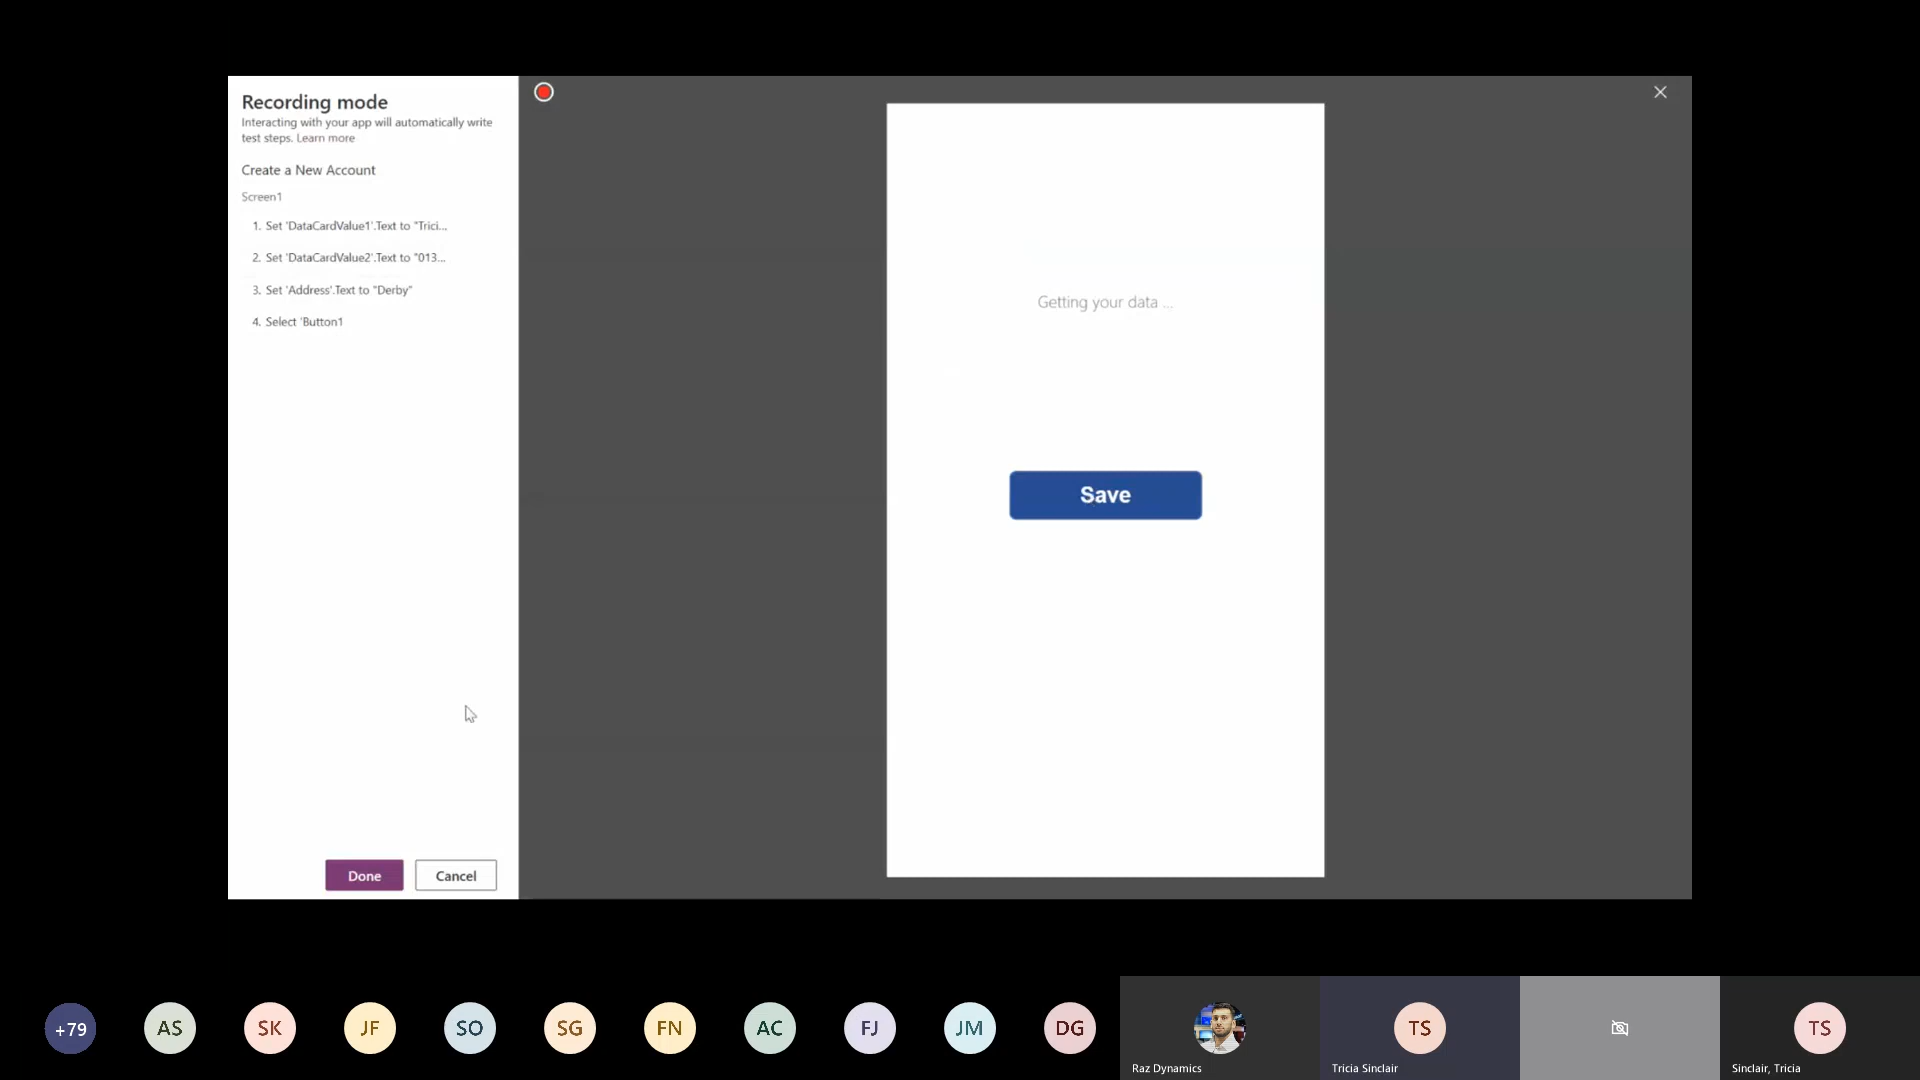 Recording mode
Interacting with your app will automatically write
test steps. Learn more
Create a New Account
Screen1
1. Set 'DataCardValue1'.Text to "Trici...
2. Set 'DataCardValue2'.Text to "013...
3. Set 'Address'.Text to "Derby"
4. Select 'Button1
Done
Cancel
Getting your data ...
Save
+79
AS
SK
JF
SO
SG
FN
AC
FJ
JM
DG
Raz Dynamics
TS
Tricia Sinclair
TS
Sinclair, Tricia